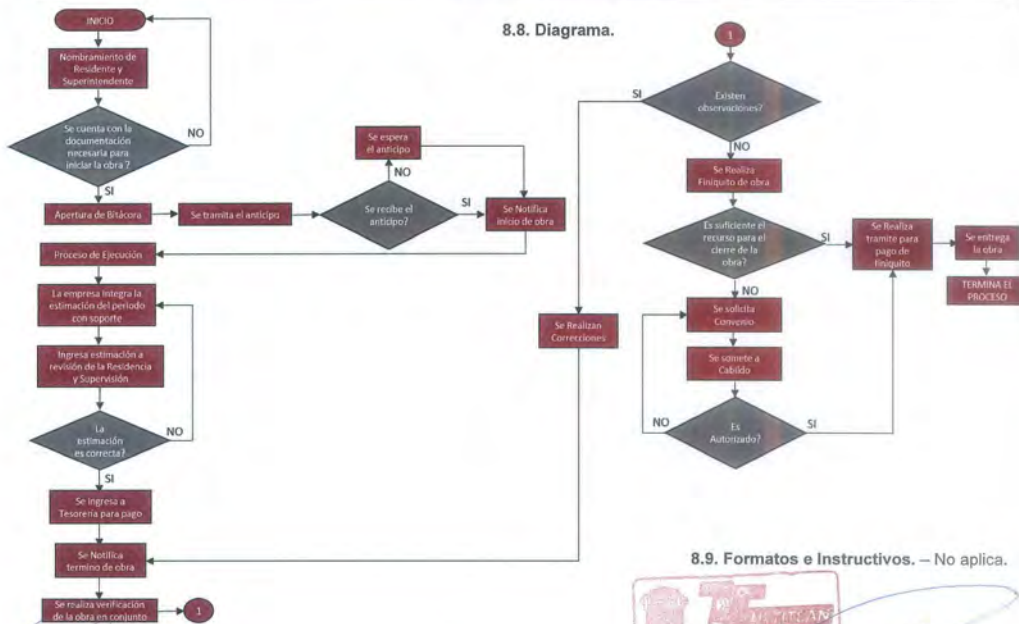 INICIO
Nombramiento de
Residente y
Superintendente
Se cuenta con la
documentación
necesaria para
iniciar la obra ?
NO
SI
Apertura de Bitácora
Se tramita el anticipo
Se recibe el
anticipo?
NO
Se espera
el anticipo
SI
Se Notifica
inicio de obra
Proceso de Ejecución
La empresa integra la
estimación del periodo
con soporte
Ingresa estimación a
revisión de la Residencia
y Supervisión
La
estimación
es correcta?
NO
SI
Se ingresa a
Tesorería para pago
Se Notifica
termino de obra
Se realiza verificación
de la obra en conjunto
1
8.8. Diagrama.
1
Existen
observaciones?
SI
Se Realizan
Correcciones
NO
Se Realiza
Finiquito de obra
Es suficiente el
recurso para el
cierre de la
obra?
SI
Se Realiza
tramite para
pago de
finiquito
Se entrega
la obra
TERMINA EL
PROCESO
NO
Se solicita
Convenio
Se somete a
Cabildo
Es
Autorizado?
NO
SI
8.9. Formatos e Instructivos. – No aplica.